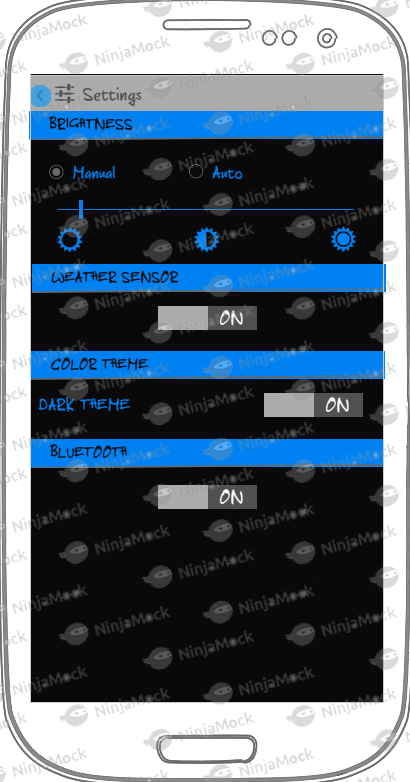 Settings
BRIGHTNESS
Manual Auto
WEATHER SENSOR
ON
COLOR THEME
DARK THEME ON
BLUETOOTH
ON
NinjaMock